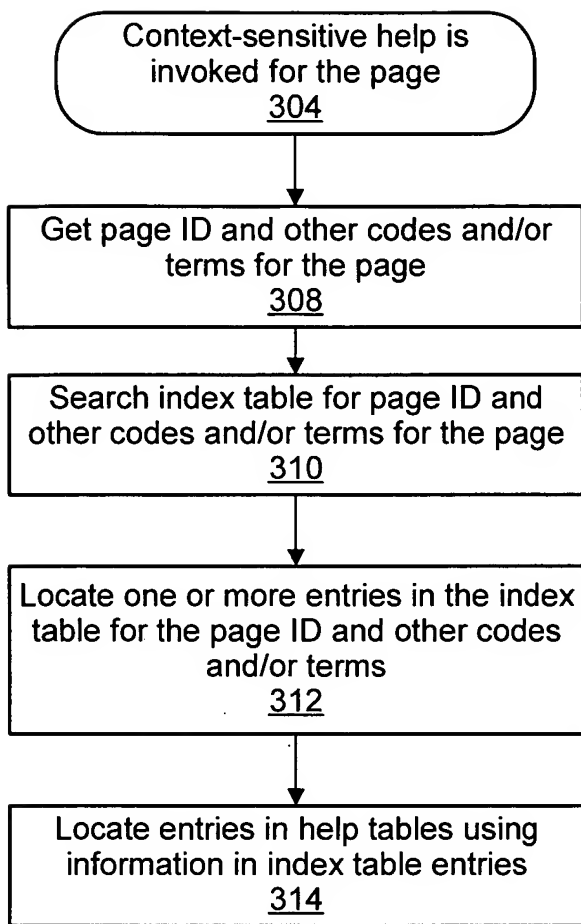 Context-sensitive help is
invoked for the page
304
Get page ID and other codes and/or
terms for the page
308
Search index table for page ID and
other codes and/or terms for the page
310
Locate one or more entries in the index
table for the page ID and other codes
and/or terms
312
Locate entries in help tables using
information in index table entries
314